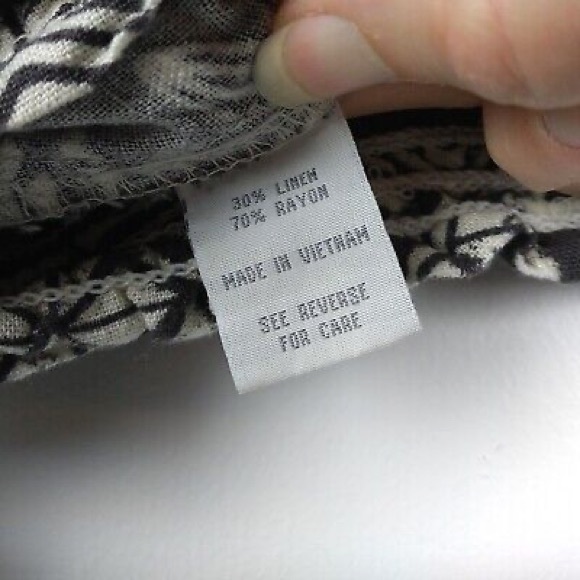 30% LINEN
70% RAYON
MADE IN VIETNAM
SEE REVERSE
FOR CARE